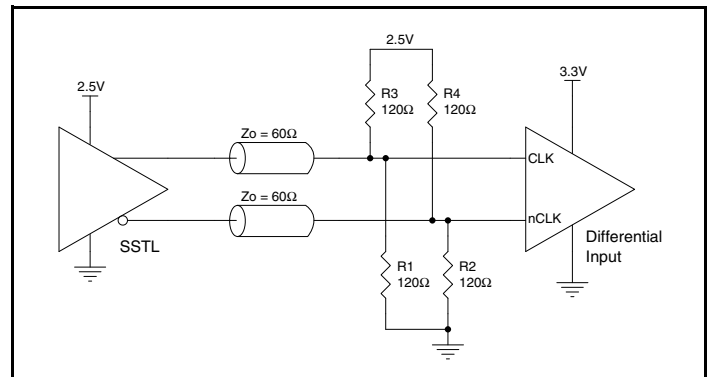 2.5V
2.5V
3.3V
R3
120Ω
R4
120Ω
Zo = 60Ω
CLK
Zo = 60Ω
nCLK
SSTL
Differential
Input
R1
120Ω
R2
120Ω